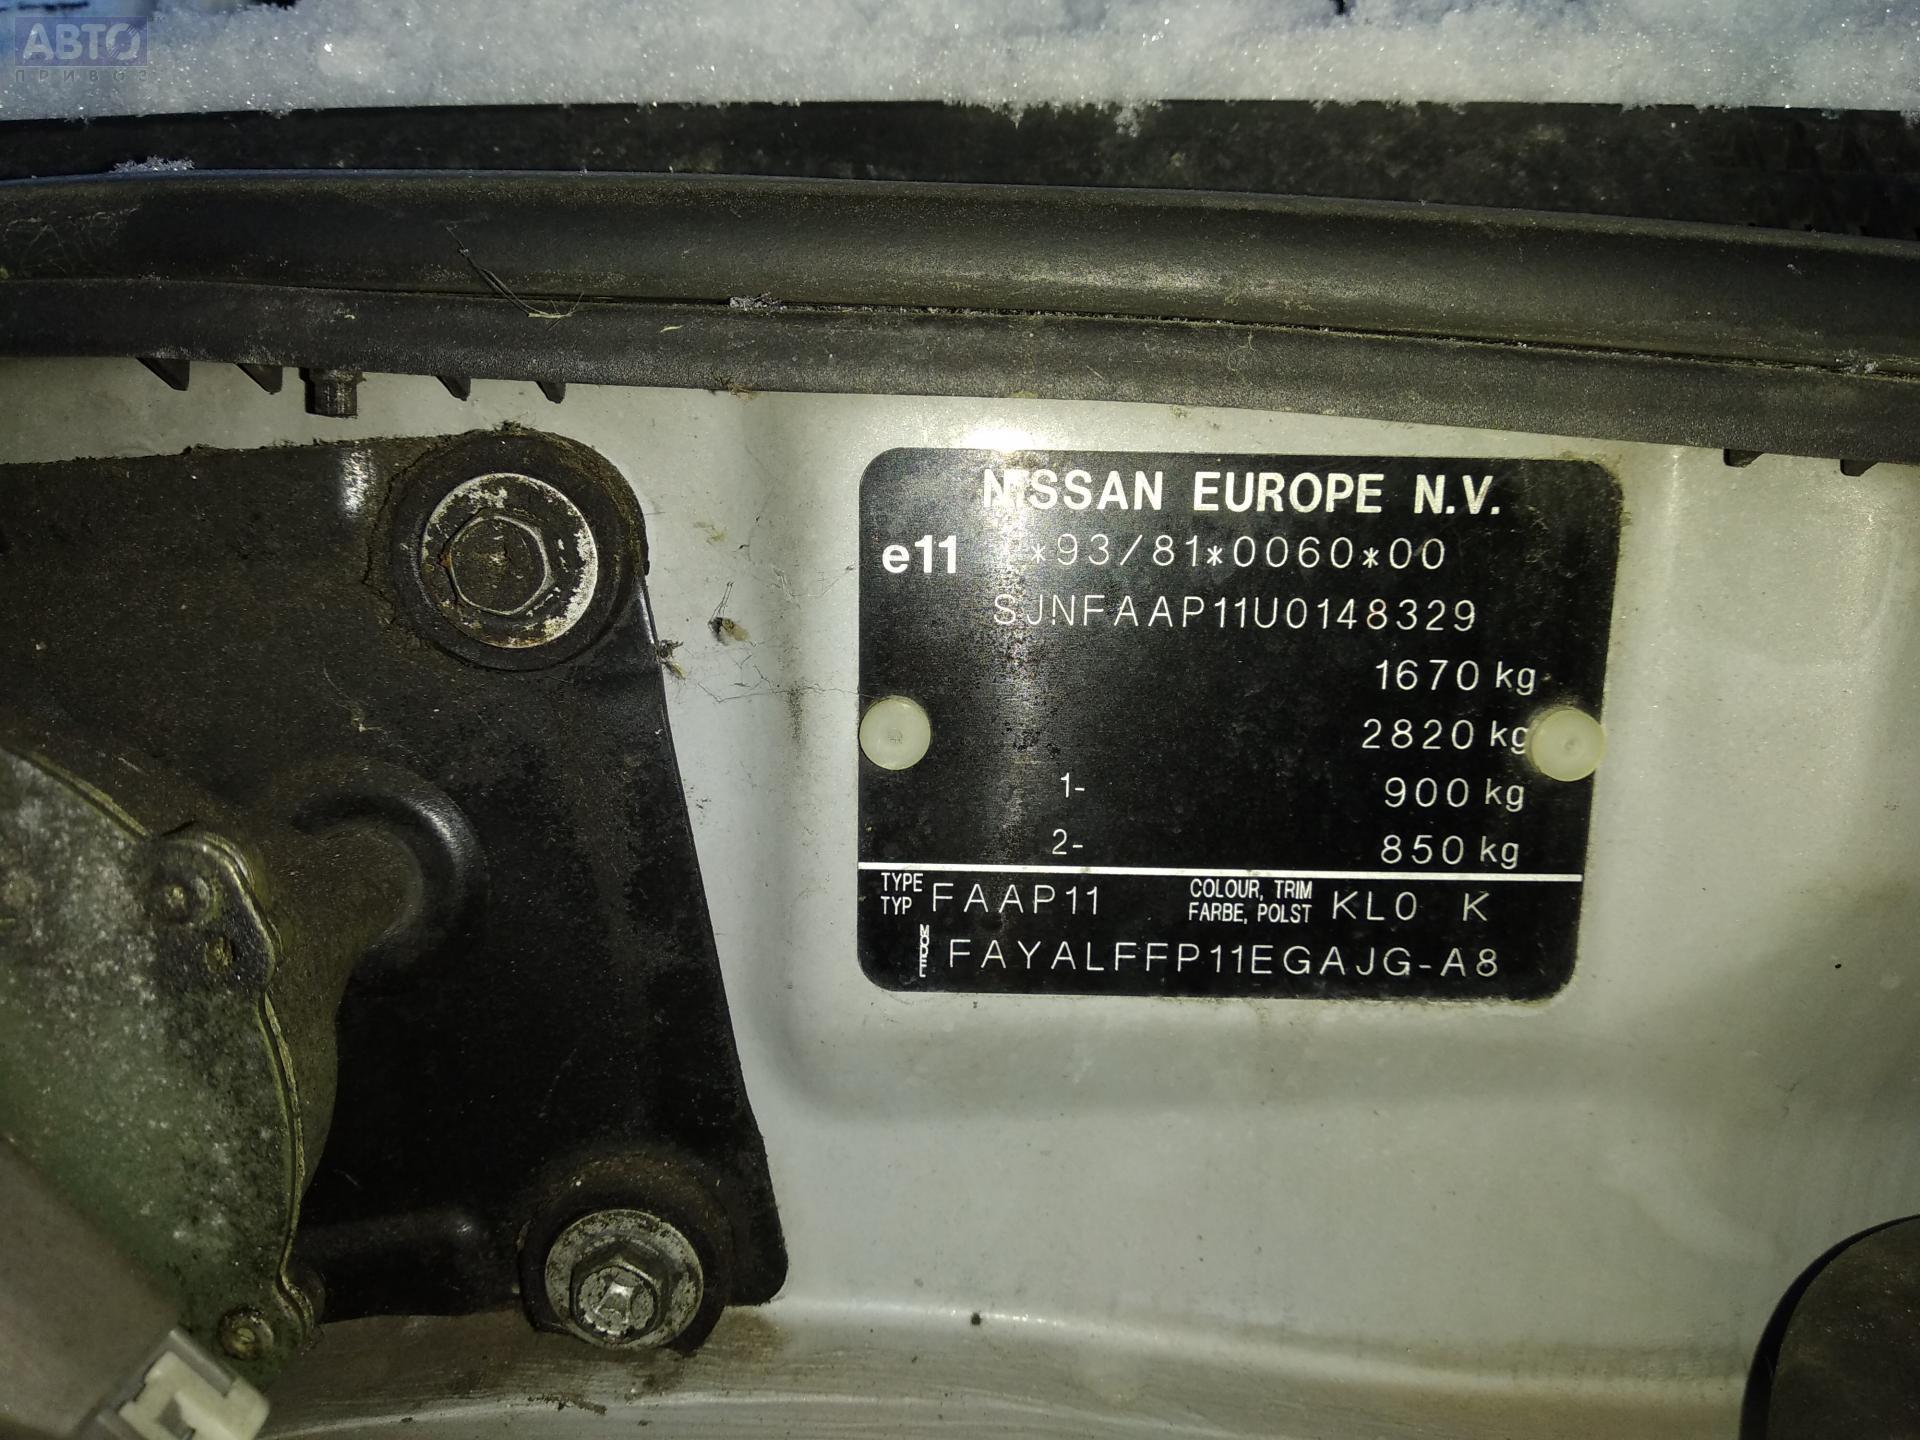 АВТО
ПРИВОЗ
NISSAN EUROPE N.V.
e11 *93/81*0060*00
SJNFAAP11U0148329
1670 kg
2820 kg
1- 900 kg
2- 850 kg
TYPE
TYP FAAP11
COLOUR, TRIM
FARBE, POLST KL0 K
MODEL FAYALFFP11EGAJG-A8